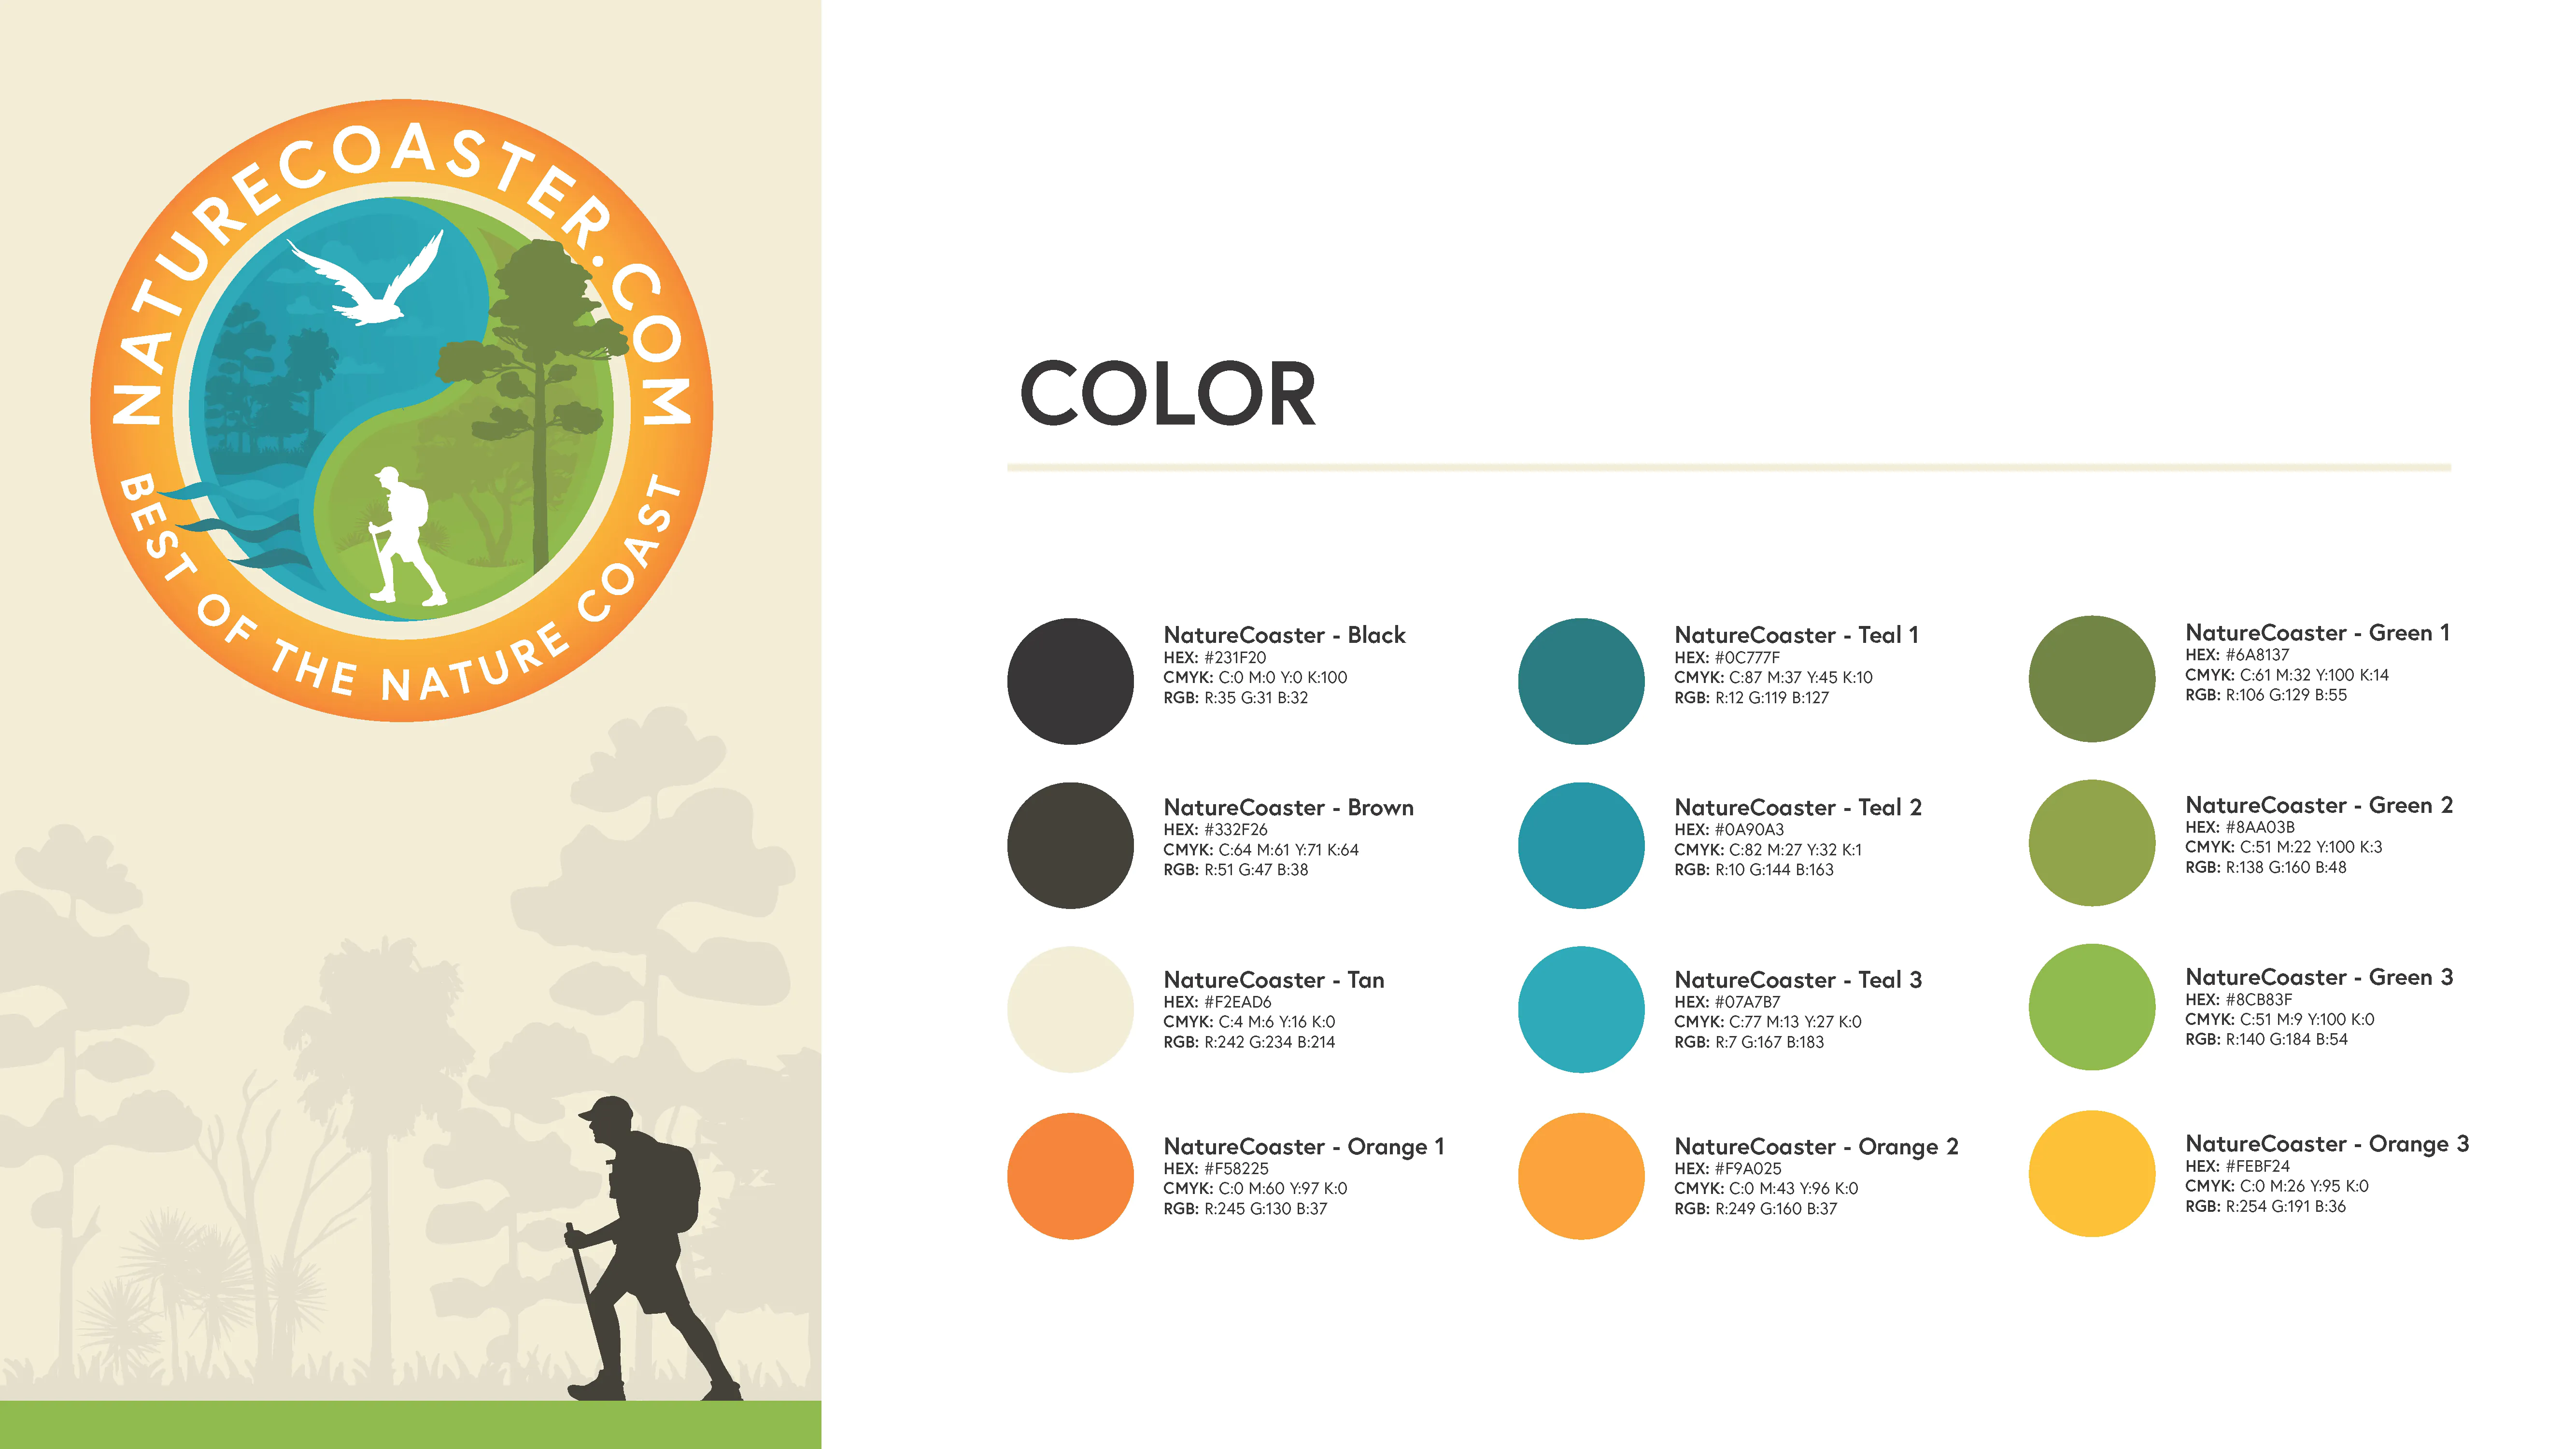 NATURECOASTER.COM
BEST OF THE NATURE COAST
COLOR
NatureCoaster - Black
HEX: #231F20
CMYK: C:0 M:0 Y:0 K:100
RGB: R:35 G:31 B:32
NatureCoaster - Teal 1
HEX: #0C777F
CMYK: C:87 M:37 Y:45 K:10
RGB: R:12 G:119 B:127
NatureCoaster - Green 1
HEX: #6A8137
CMYK: C:61 M:32 Y:100 K:14
RGB: R:106 G:129 B:55
NatureCoaster - Brown
HEX: #332F26
CMYK: C:64 M:61 Y:71 K:64
RGB: R:51 G:47 B:38
NatureCoaster - Teal 2
HEX: #0A90A3
CMYK: C:82 M:27 Y:32 K:1
RGB: R:10 G:144 B:163
NatureCoaster - Green 2
HEX: #8AA03B
CMYK: C:51 M:22 Y:100 K:3
RGB: R:138 G:160 B:48
NatureCoaster - Tan
HEX: #F2EAD6
CMYK: C:4 M:6 Y:16 K:0
RGB: R:242 G:234 B:214
NatureCoaster - Teal 3
HEX: #07A7B7
CMYK: C:77 M:13 Y:27 K:0
RGB: R:7 G:167 B:183
NatureCoaster - Green 3
HEX: #8CB83F
CMYK: C:51 M:9 Y:100 K:0
RGB: R:140 G:184 B:54
NatureCoaster - Orange 1
HEX: #F58225
CMYK: C:0 M:60 Y:97 K:0
RGB: R:245 G:130 B:37
NatureCoaster - Orange 2
HEX: #F9A025
CMYK: C:0 M:43 Y:96 K:0
RGB: R:249 G:160 B:37
NatureCoaster - Orange 3
HEX: #FEBF24
CMYK: C:0 M:26 Y:95 K:0
RGB: R:254 G:191 B:36